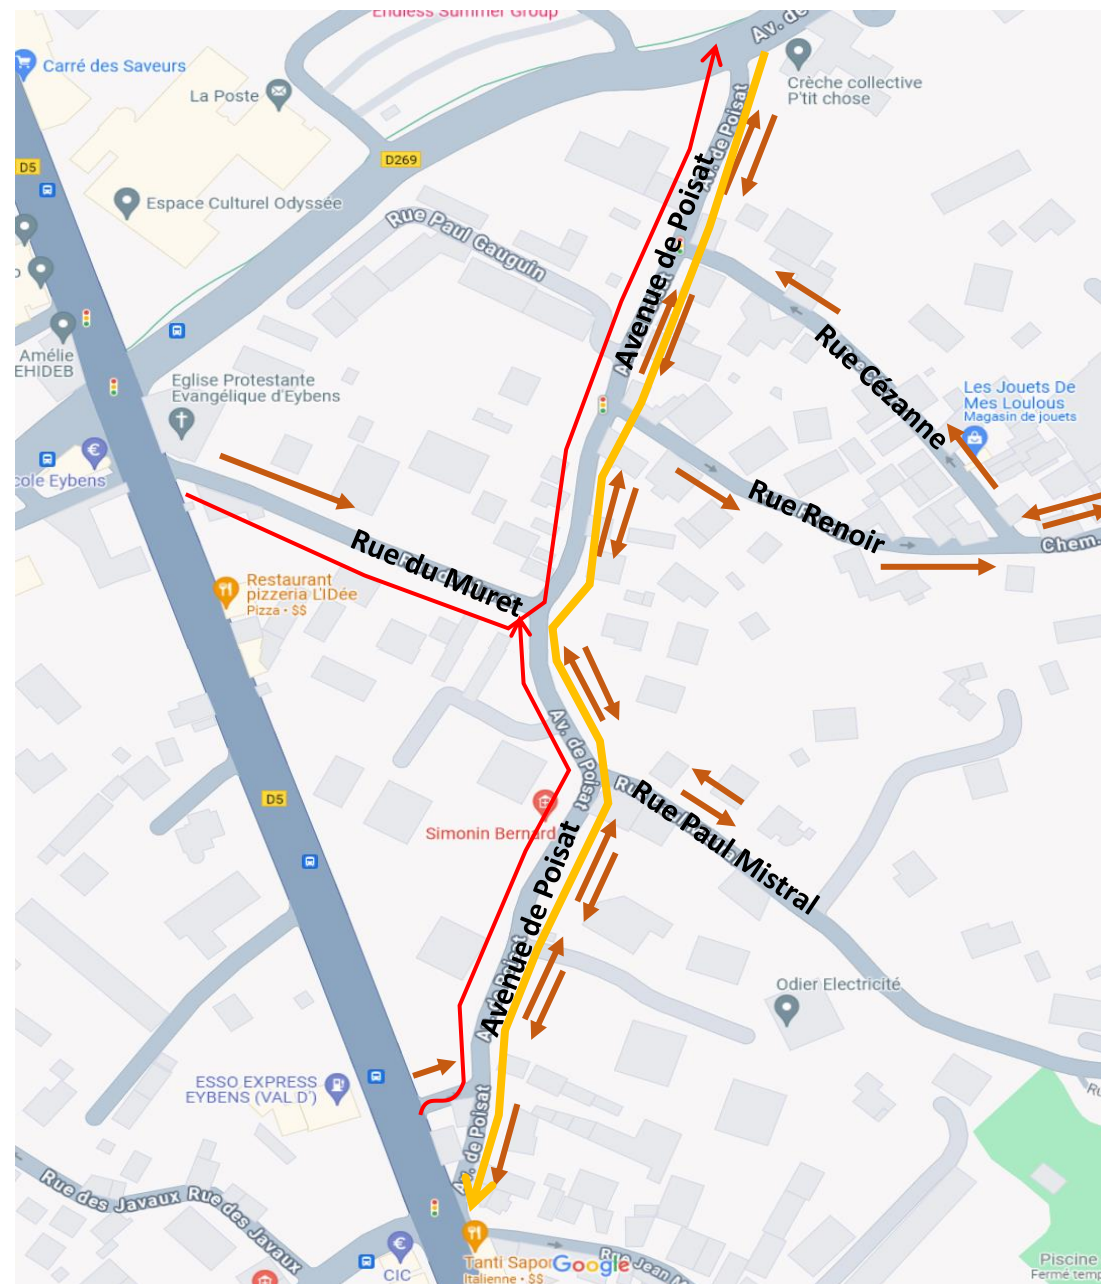 Endless Summer Group
Av. de
Carré des Saveurs
Crèche collective
P'tit chose
La Poste
Av. de Poisat
D269
D5
Avenue de Poisat
Espace Culturel Odyssée
Rue Paul Gauguin
Rue Cézanne
Amélie
EHIDEB
Eglise Protestante
Evangélique d'Eybens
Les Jouets De
Mes Loulous
Magasin de jouets
cole Eybens
Rue Renoir
Chem.
Rue du Muret
Restaurant
pizzeria L'IDée
Pizza • $$
Av. de Poisat
D5
Rue Paul Mistral
Simonin Bernard
Avenue de Poisat
Odier Electricité
ESSO EXPRESS
EYBENS (VAL D')
Av. de Poisat
Rue des Javaux
Rue des Javaux
Tanti Sapor
Italienne • $$
Google
Rue Jean M
CIC
Piscine
Fermé temp